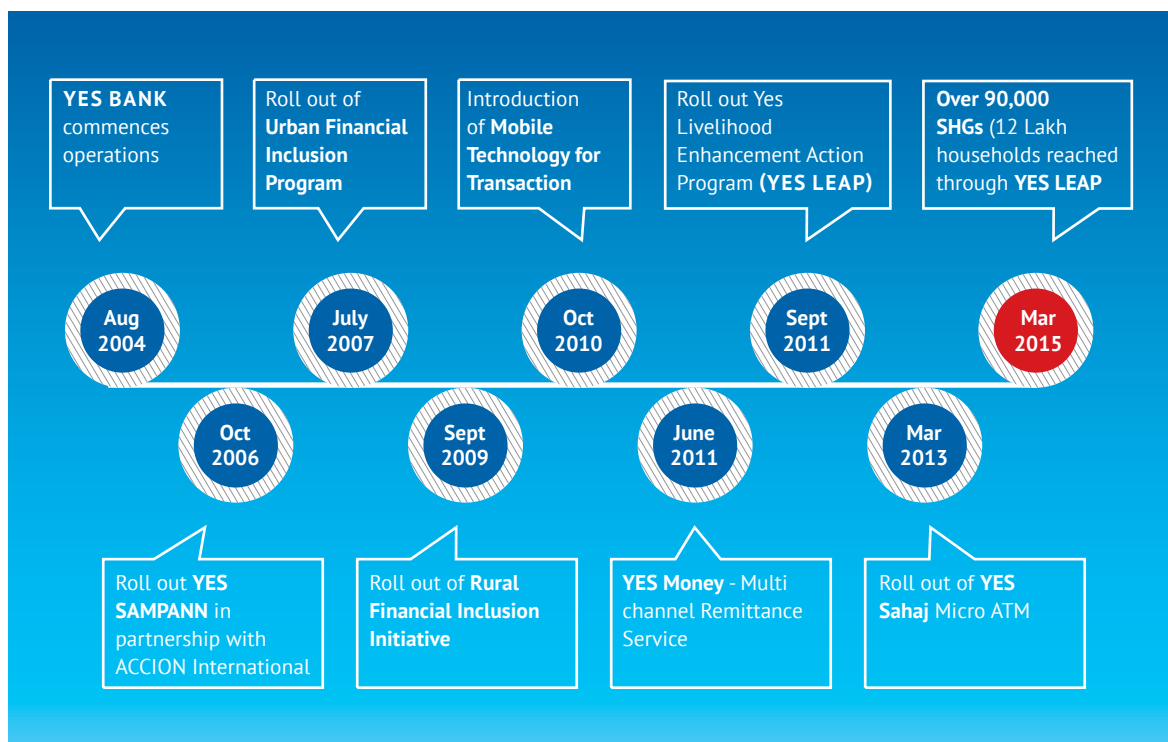 YES BANK
commences
operations
Roll out of
Urban Financial
Inclusion
Program
Introduction
of Mobile
Technology for
Transaction
Roll out Yes
Livelihood
Enhancement Action
Program (YES LEAP)
Over 90,000
SHGs (12 Lakh
households reached
through YES LEAP
Aug
2004
July
2007
Oct
2010
Sept
2011
Mar
2015
Oct
2006
Sept
2009
June
2011
Mar
2013
Roll out YES
SAMPANN in
partnership with
ACCION International
Roll out of Rural
Financial Inclusion
Initiative
YES Money - Multi
channel Remittance
Service
Roll out of YES
Sahaj Micro ATM